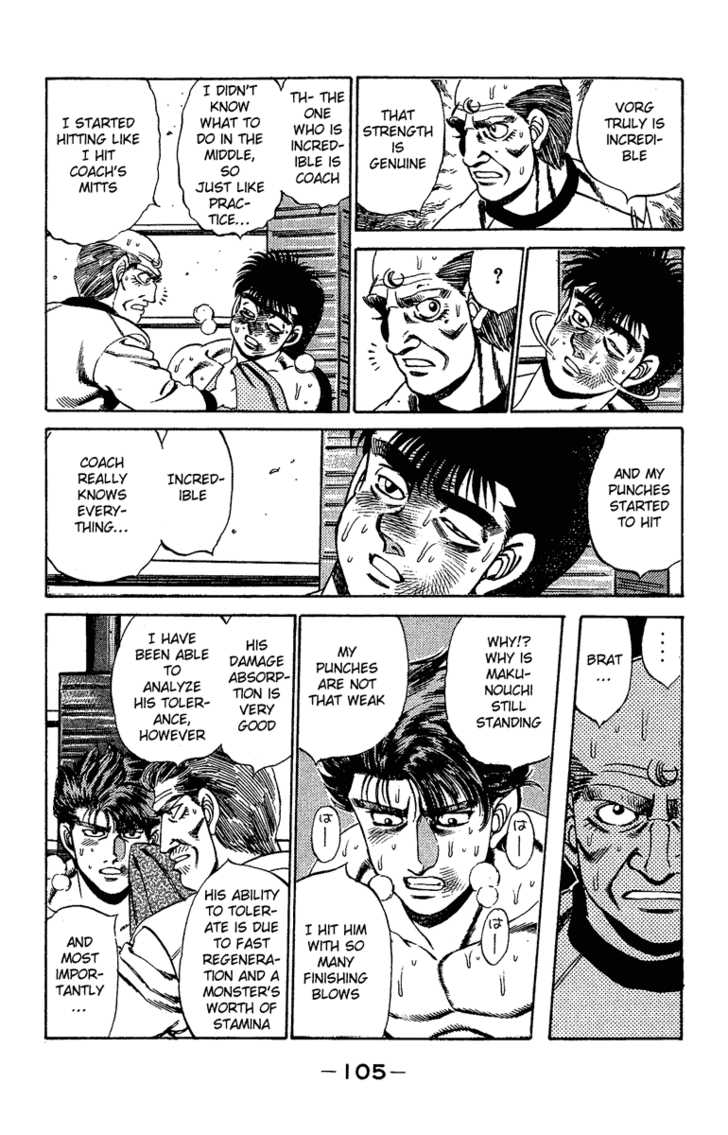 VORG
TRULY IS
INCREDI-
BLE
THAT
STRENGTH
IS
GENUINE
TH- THE
ONE
WHO IS
INCRED-
IBLE IS
COACH
I DIDN'T
KNOW
WHAT TO
DO IN THE
MIDDLE,
SO
JUST LIKE
PRAC-
TICE...
I STARTED
HITTING LIKE
I HIT
COACH'S
MITTS
?
AND MY
PUNCHES
STARTED
TO HIT
INCRED-
IBLE
COACH
REALLY
KNOWS
EVERY-
THING...
...
BRAT
...
WHY!?
WHY IS
MAKU-
NOUCHI
STILL
STANDING
MY
PUNCHES
ARE NOT
THAT WEAK
はー
はー
はー
I HIT HIM
WITH SO
MANY
FINISHING
BLOWS
HIS
DAMAGE
ABSORP-
TION IS
VERY
GOOD
I HAVE
BEEN ABLE
TO
ANALYZE
HIS TOLER-
ANCE,
HOWEVER
HIS ABILITY
TO TOLER-
ATE IS DUE
TO FAST
REGENERA-
TION AND A
MONSTER'S
WORTH OF
STAMINA
AND
MOST
IMPOR-
TANTLY
...
-105-